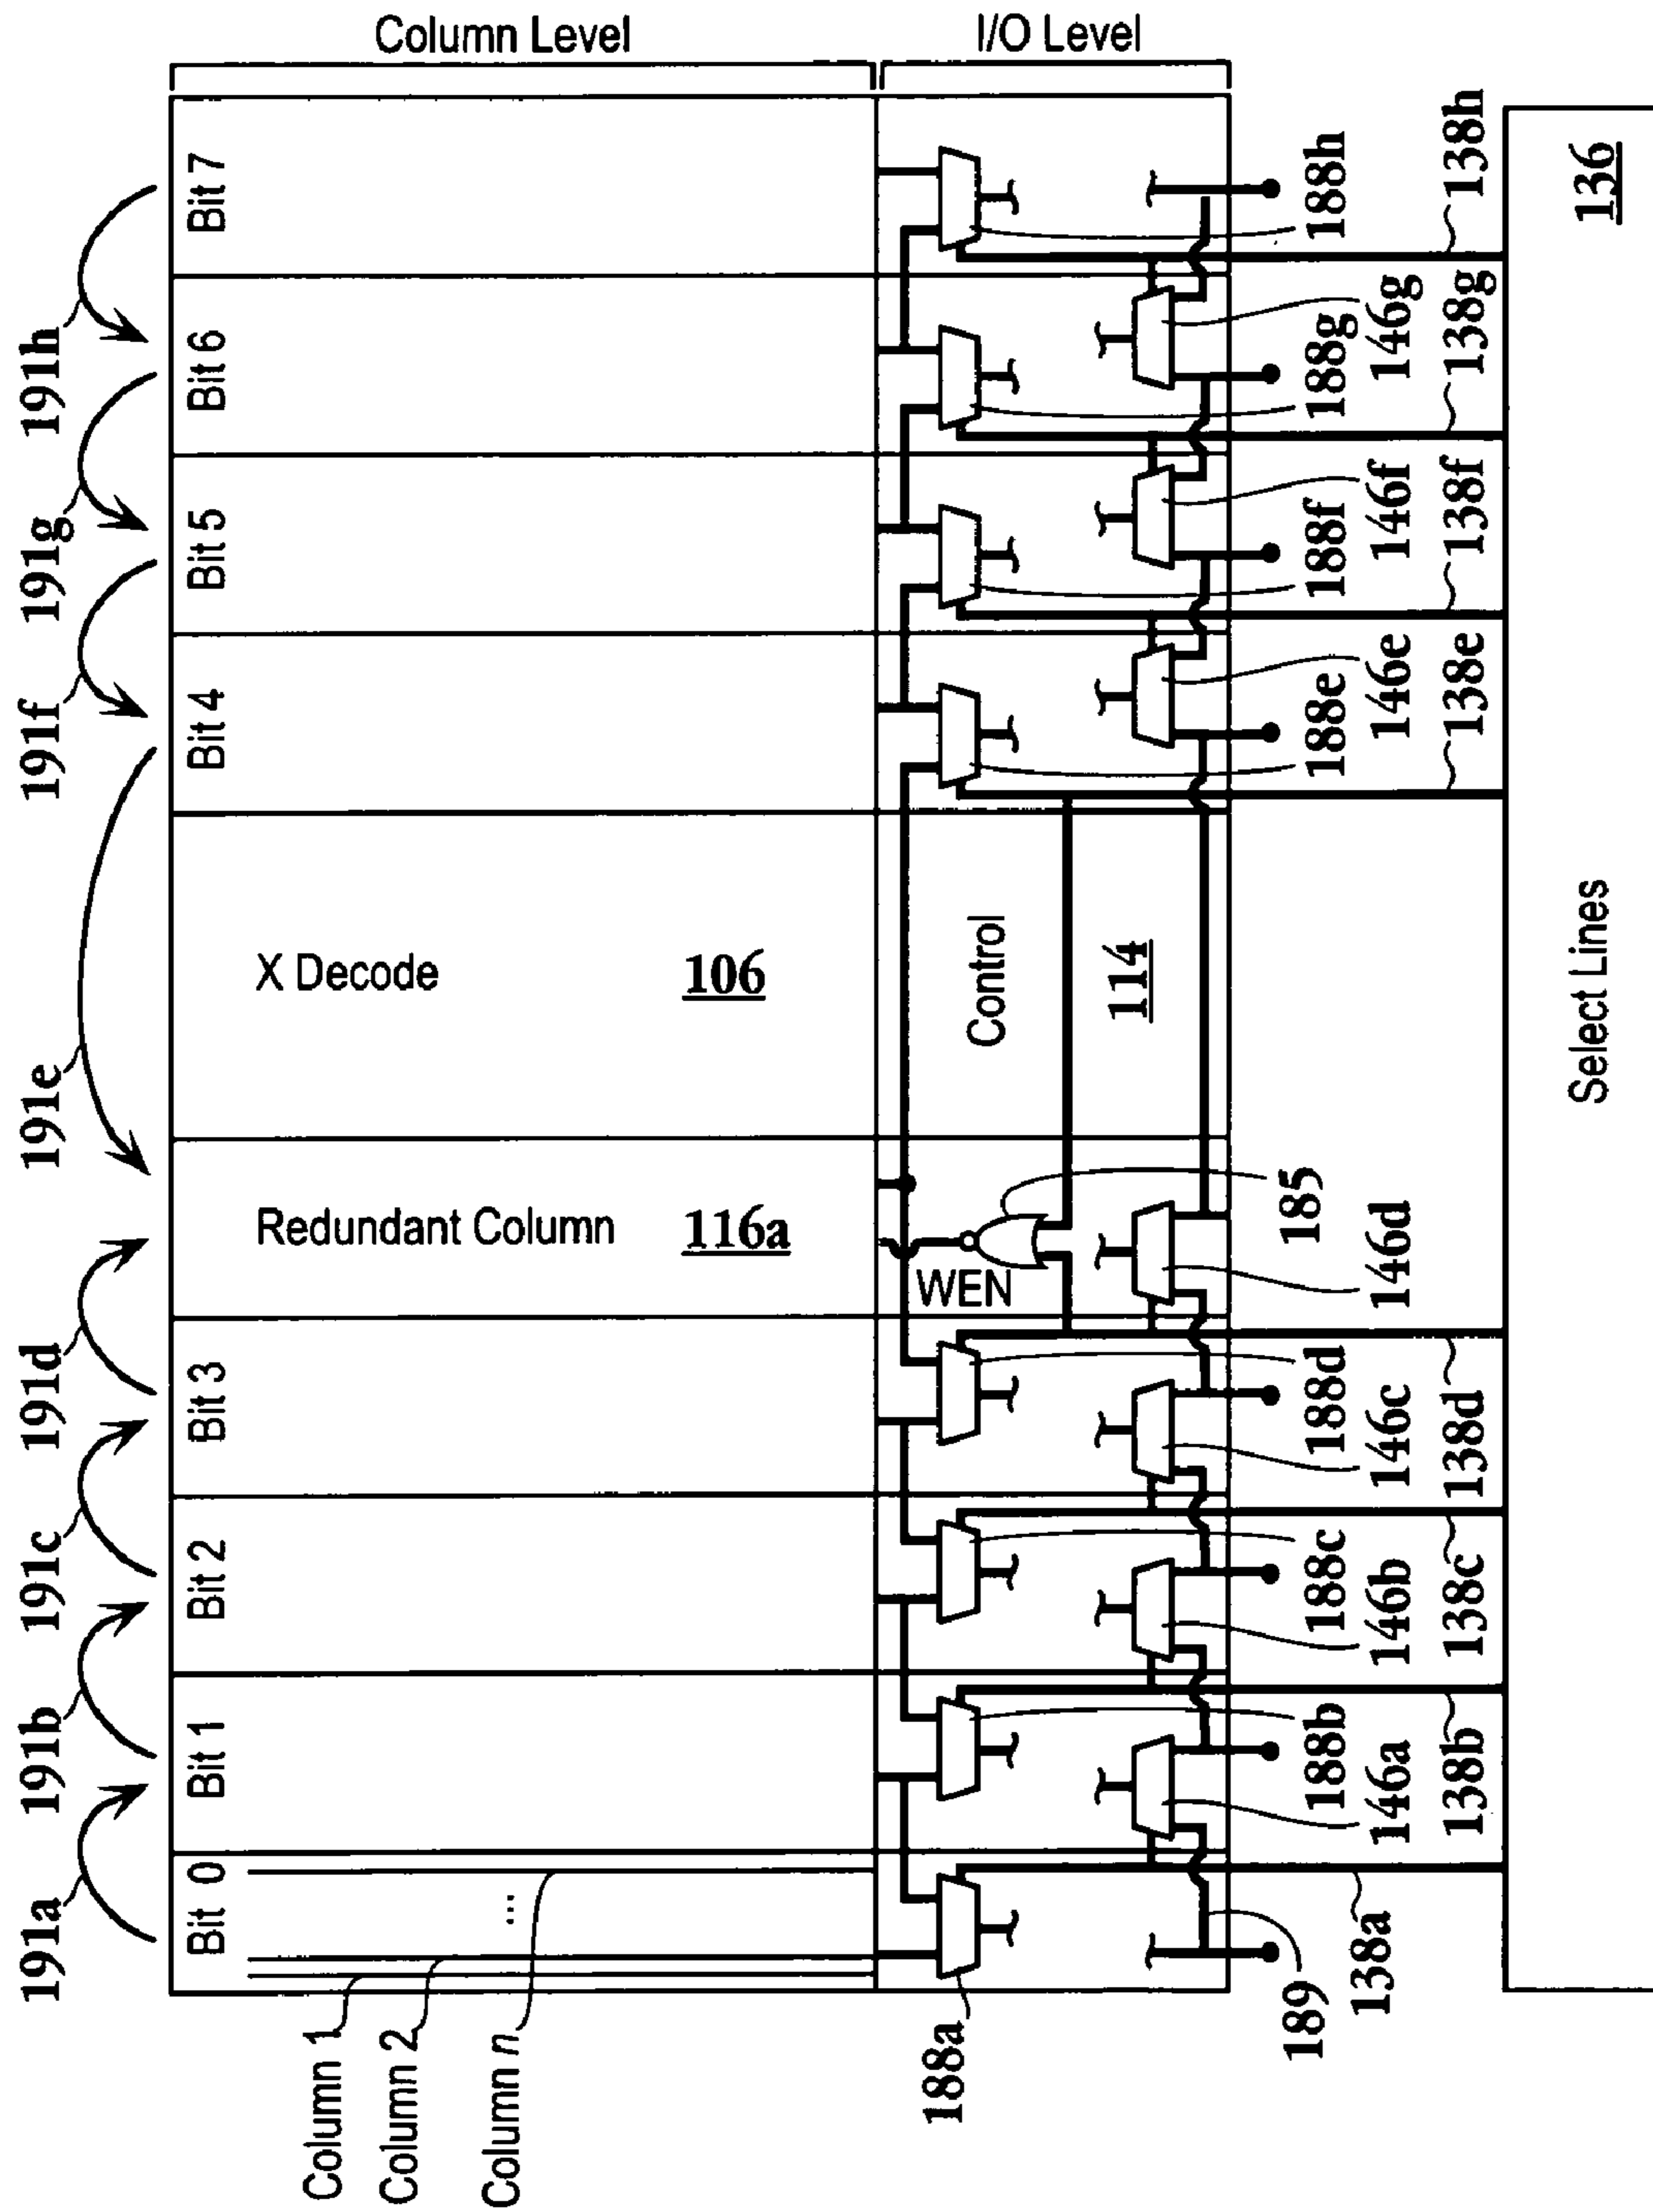 Column Level
I/O Level
191a
191b
191c
191d
191e
191f
191g
191h
Bit 0
Bit 1
Bit 2
Bit 3
Redundant Column
116a
X Decode
106
Bit 4
Bit 5
Bit 6
Bit 7
Column 1
Column 2
Column n
...
WEN
Control
114
188a
189
188b
188c
188d
185
188e
188f
188g
188h
146a
146b
146c
146d
146e
146f
146g
138a
138b
138c
138d
138e
138f
138g
138h
Select Lines
136